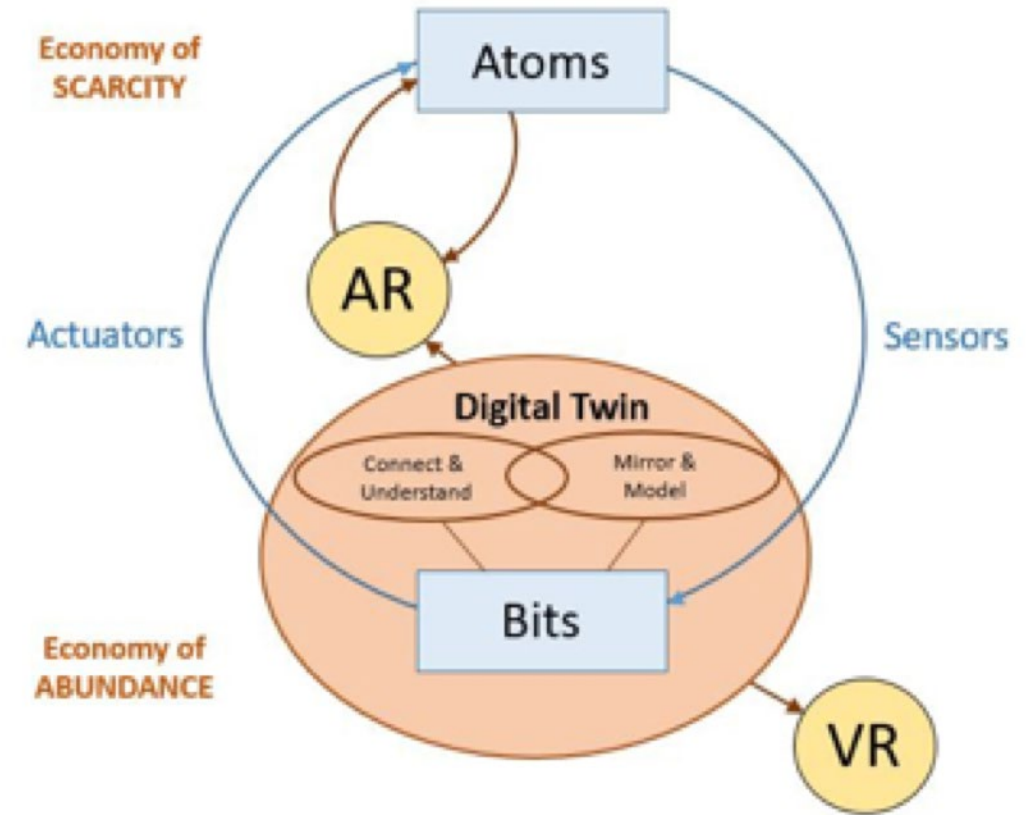 Economy of
SCARCITY
Atoms
AR
Actuators
Sensors
Digital Twin
Connect &
Understand
Mirror &
Model
Bits
Economy of
ABUNDANCE
VR